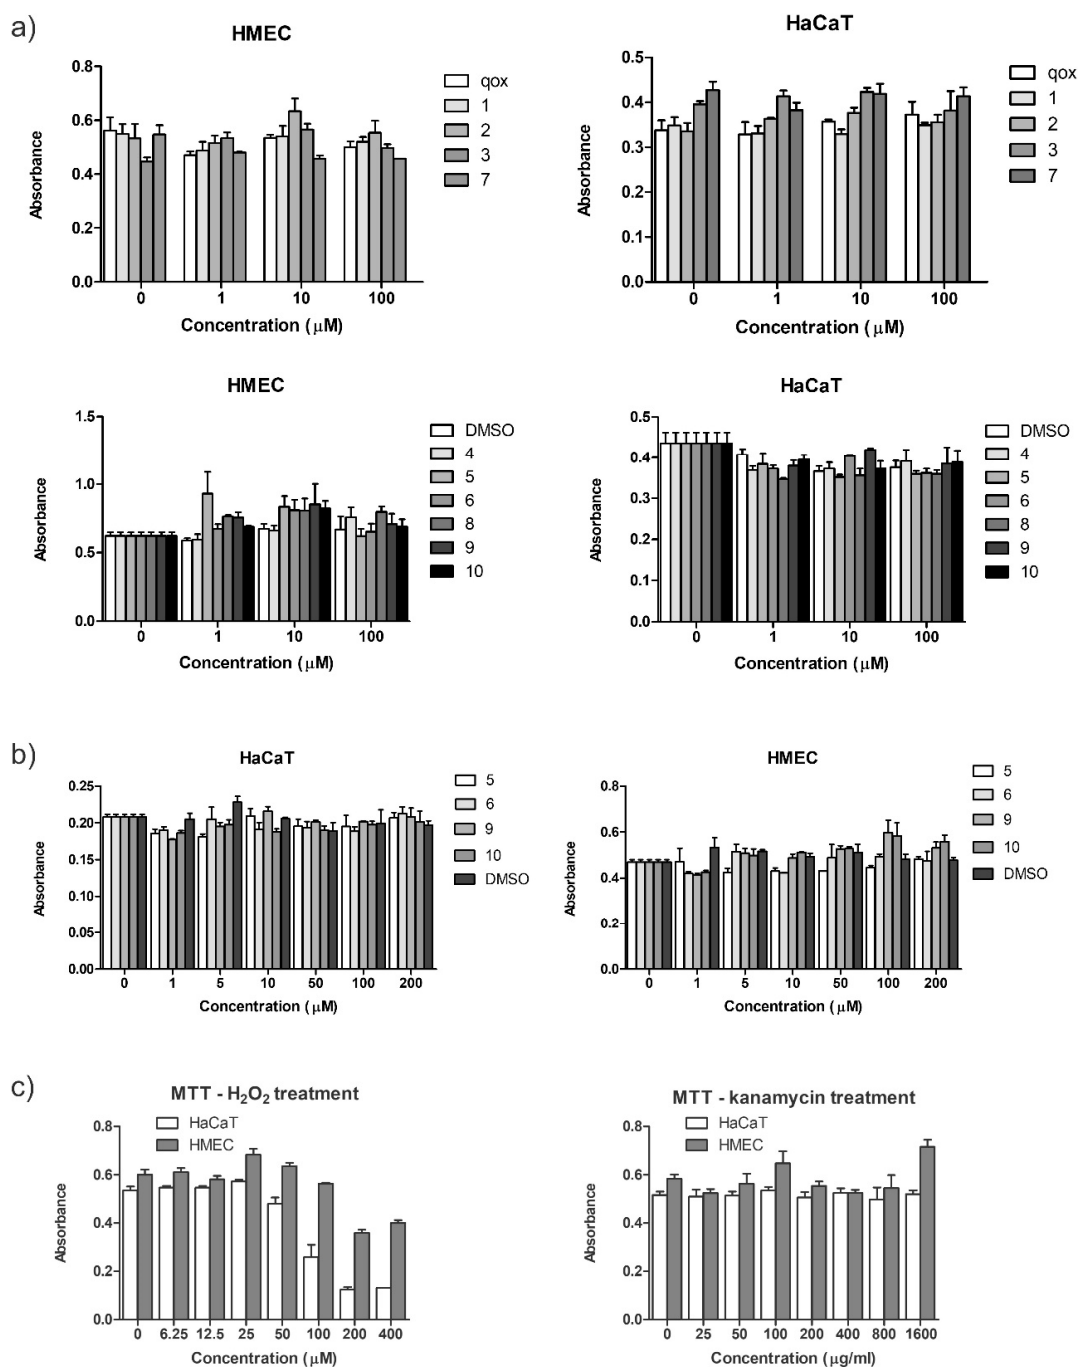 a)
HMEC
Absorbance
0.8
0.6
0.4
0.2
0.0
0 1 10 100
Concentration (μM)
qox
1
2
3
7
HaCaT
Absorbance
0.5
0.4
0.3
0.2
0.1
0.0
0 1 10 100
Concentration (μM)
qox
1
2
3
7
HMEC
Absorbance
1.5
1.0
0.5
0.0
0 1 10 100
Concentration (μM)
DMSO
4
5
6
8
9
10
HaCaT
Absorbance
0.5
0.4
0.3
0.2
0.1
0.0
0 1 10 100
Concentration (μM)
DMSO
4
5
6
8
9
10
b)
HaCaT
Absorbance
0.25
0.20
0.15
0.10
0.05
0.00
0 1 5 10 50 100 200
Concentration (μM)
5
6
9
10
DMSO
HMEC
Absorbance
0.8
0.6
0.4
0.2
0.0
0 1 5 10 50 100 200
Concentration (μM)
5
6
9
10
DMSO
c)
MTT - H₂O₂ treatment
HaCaT
HMEC
Absorbance
0.8
0.6
0.4
0.2
0.0
0 6.25 12.5 25 50 100 200 400
Concentration (μM)
MTT - kanamycin treatment
HaCaT
HMEC
Absorbance
0.8
0.6
0.4
0.2
0.0
0 25 50 100 200 400 800 1600
Concentration (μg/ml)